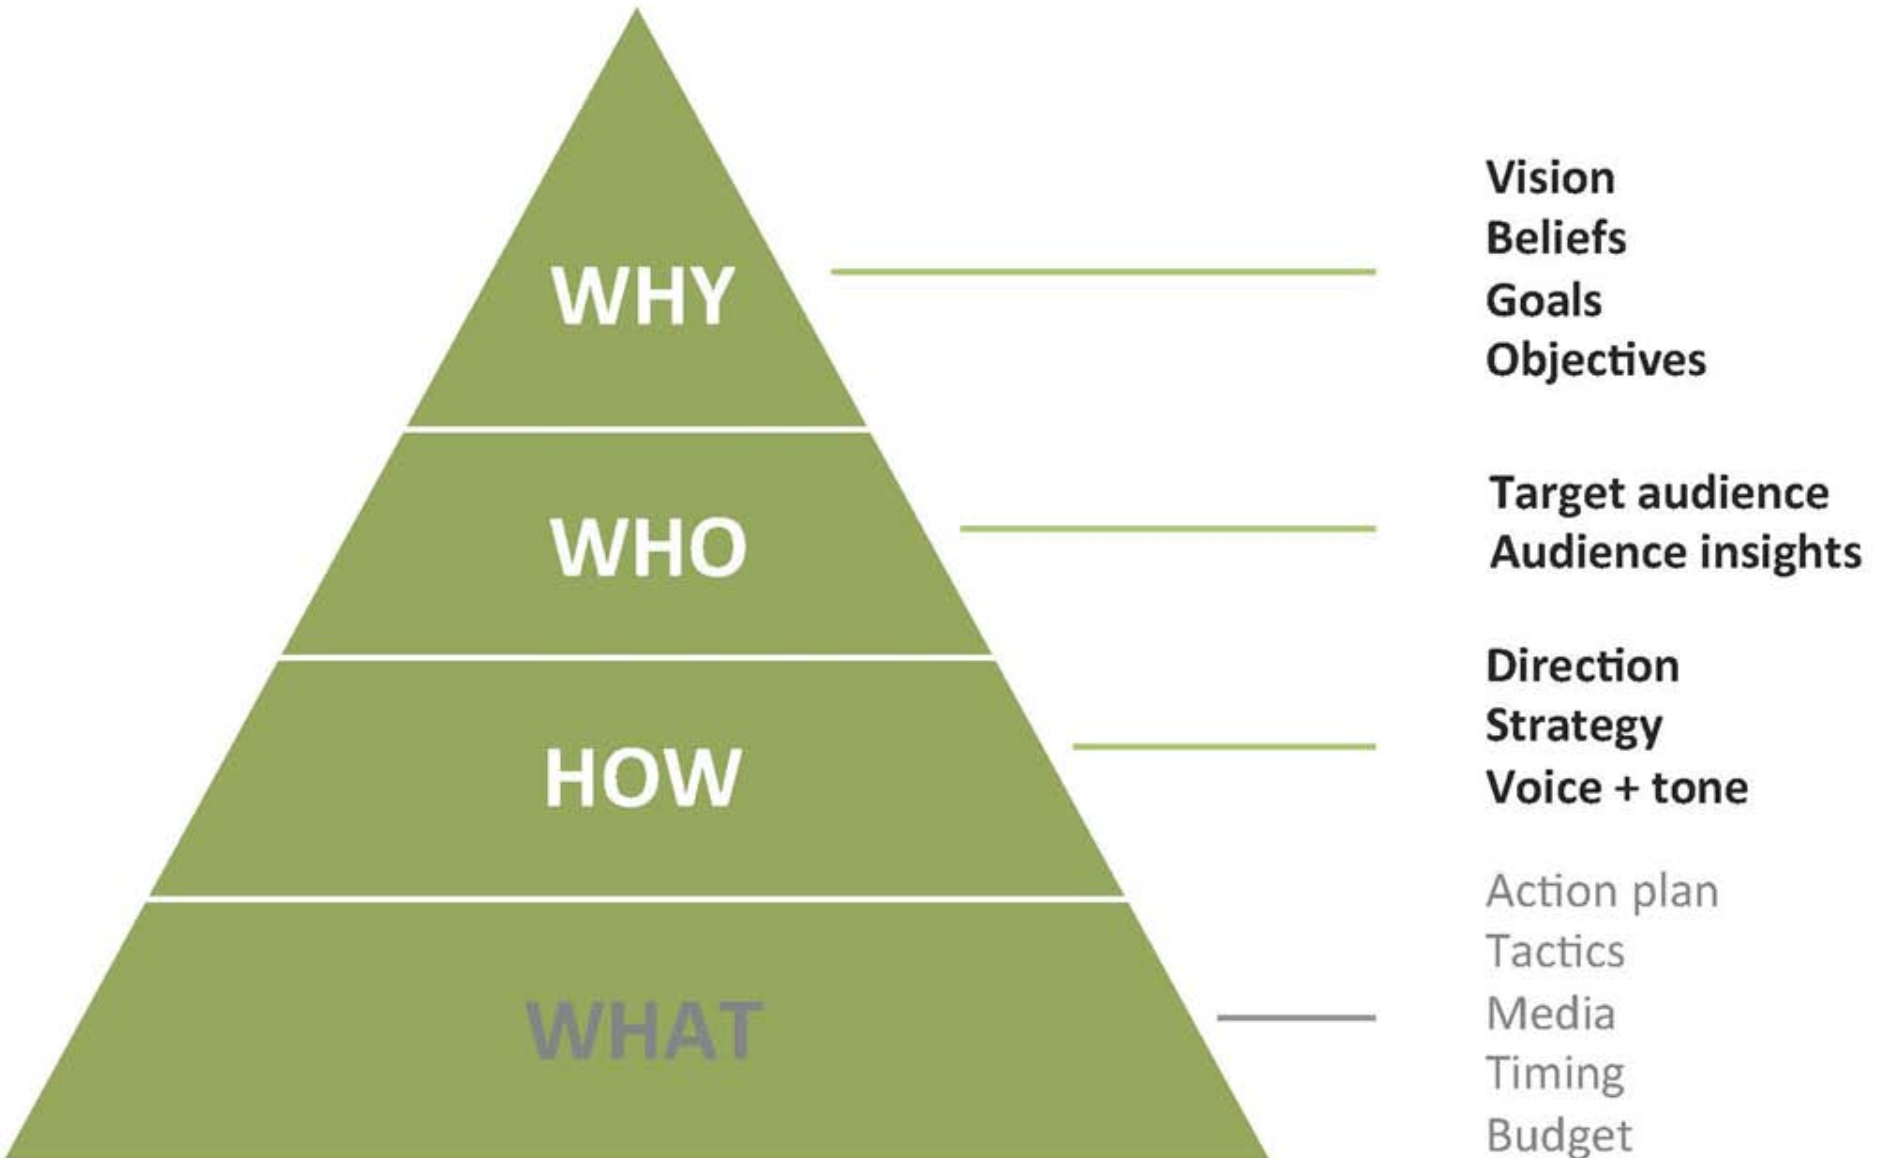 WHY
Vision
Beliefs
Goals
Objectives
WHO
Target audience
Audience insights
HOW
Direction
Strategy
Voice + tone
WHAT
Action plan
Tactics
Media
Timing
Budget